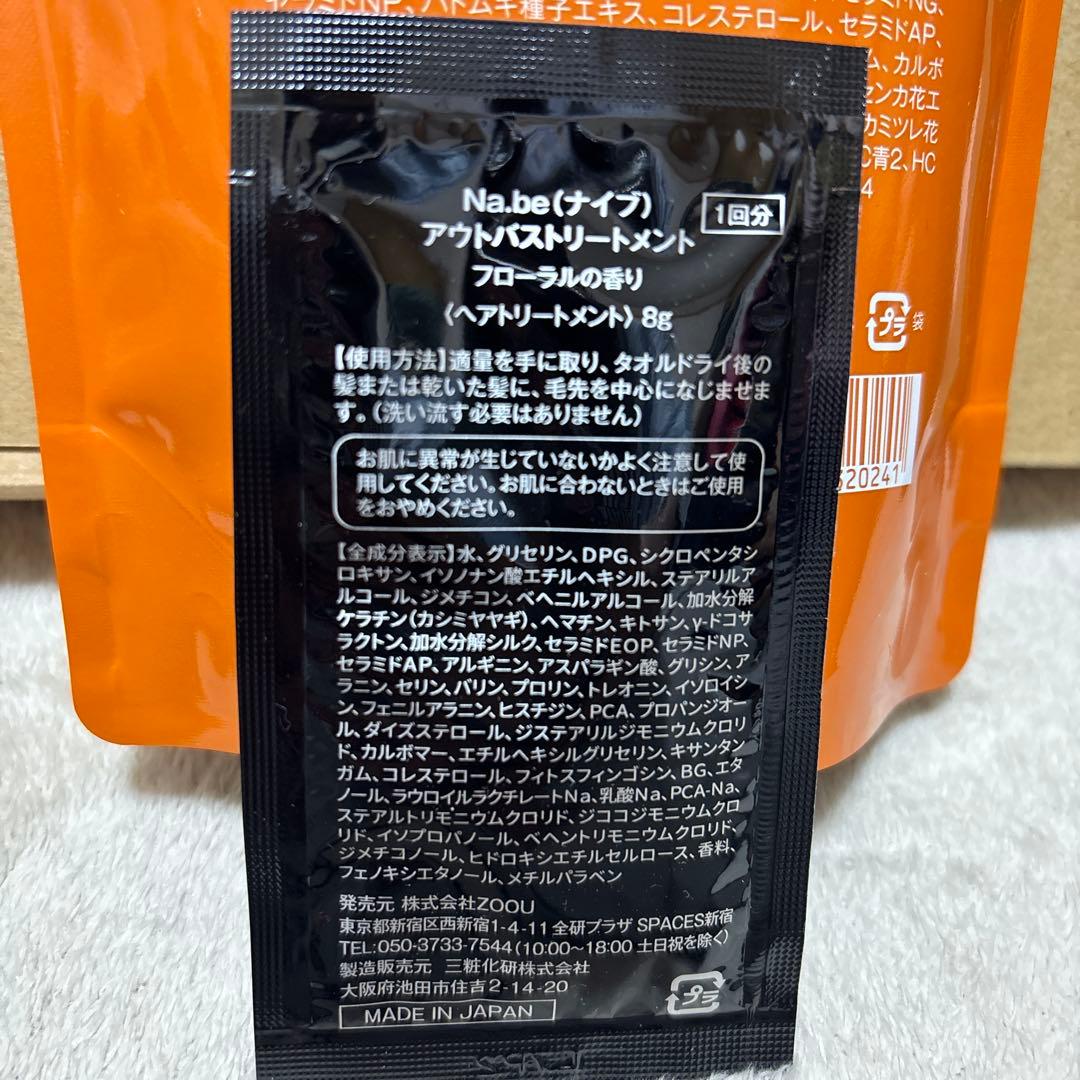 セラミドNP、ハトムギ種子エキス、コレステロール、セラミドAP、
ム、カルボ
センカ花エ
カミツレ花
C青2、HC
4
Na.be(ナイブ)
1回分
アウトバストリートメント
フローラルの香り
〈ヘアトリートメント〉8g
【使用方法】適量を手に取り、タオルドライ後の
髪または乾いた髪に、毛先を中心になじませま
す。(洗い流す必要はありません)
お肌に異常が生じていないかよく注意して使
用してください。お肌に合わないときはご使用
をおやめください。
【全成分表示】水、グリセリン、DPG、シクロペンタシ
ロキサン、イソノナン酸エチルヘキシル、ステアリルア
ルコール、ジメチコン、ベヘニルアルコール、加水分解
ケラチン(カシミヤヤギ)、ヘマチン、キトサン、γ-ドコサ
ラクトン、加水分解シルク、セラミドEOP、セラミドNP、
セラミドAP、アルギニン、アスパラギン酸、グリシン、ア
ラニン、セリン、バリン、プロリン、トレオニン、イソロイシ
ン、フェニルアラニン、ヒスチジン、PCA、プロパンジオー
ル、ダイズステロール、ジステアリルジモニウムクロリ
ド、カルボマー、エチルヘキシルグリセリン、キサンタン
ガム、コレステロール、フィトスフィンゴシン、BG、エタ
ノール、ラウロイルラクチレートNa、乳酸Na、PCA-Na、
ステアルトリモニウムクロリド、ジココジモニウムクロ
リド、イソプロパノール、ベヘントリモニウムクロリド、
ジメチコノール、ヒドロキシエチルセルロース、香料、
フェノキシエタノール、メチルパラベン
発売元 株式会社ZOOU
東京都新宿区西新宿1-4-11 全研プラザ SPACES新宿
TEL:050-3733-7544(10:00〜18:00 土日祝を除く)
製造販売元 三粧化研株式会社
大阪府池田市住吉2-14-20
MADE IN JAPAN
プラ
プラ 袋
320241